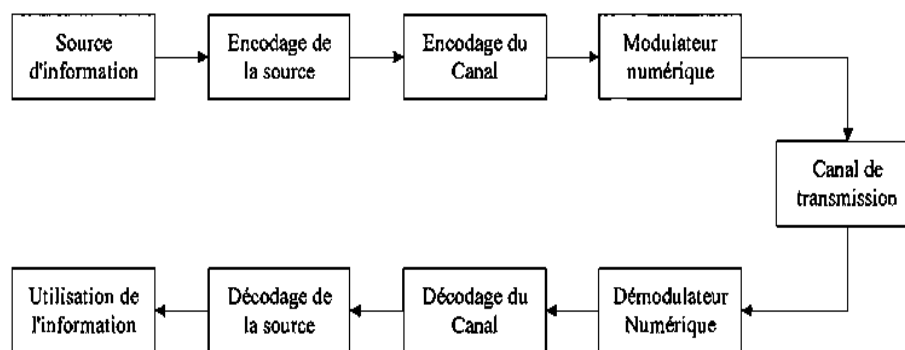 Source
d'information
Encodage de
la source
Encodage du
Canal
Modulateur
numérique
Canal de
transmission
Utilisation de
l'information
Décodage de
la source
Décodage du
Canal
Démodulateur
Numérique